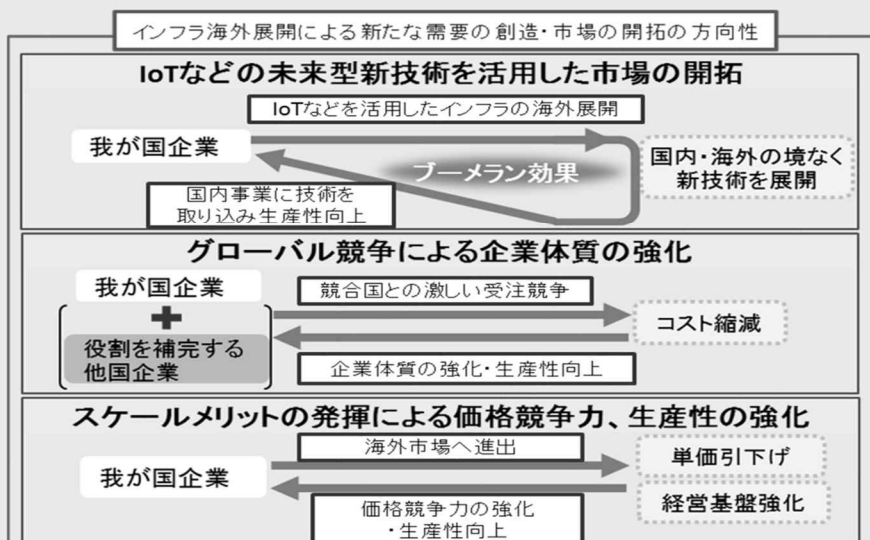 インフラ海外展開による新たな需要の創造・市場の開拓の方向性
IoTなどの未来型新技術を活用した市場の開拓
IoTなどを活用したインフラの海外展開
我が国企業
国内・海外の境なく
新技術を展開
ブーメラン効果
国内事業に技術を
取り込み生産性向上
グローバル競争による企業体質の強化
我が国企業
競合国との激しい受注競争
+
役割を補完する
他国企業
コスト縮減
企業体質の強化・生産性向上
スケールメリットの発揮による価格競争力、生産性の強化
海外市場へ進出
我が国企業
単価引下げ
経営基盤強化
価格競争力の強化
・生産性向上